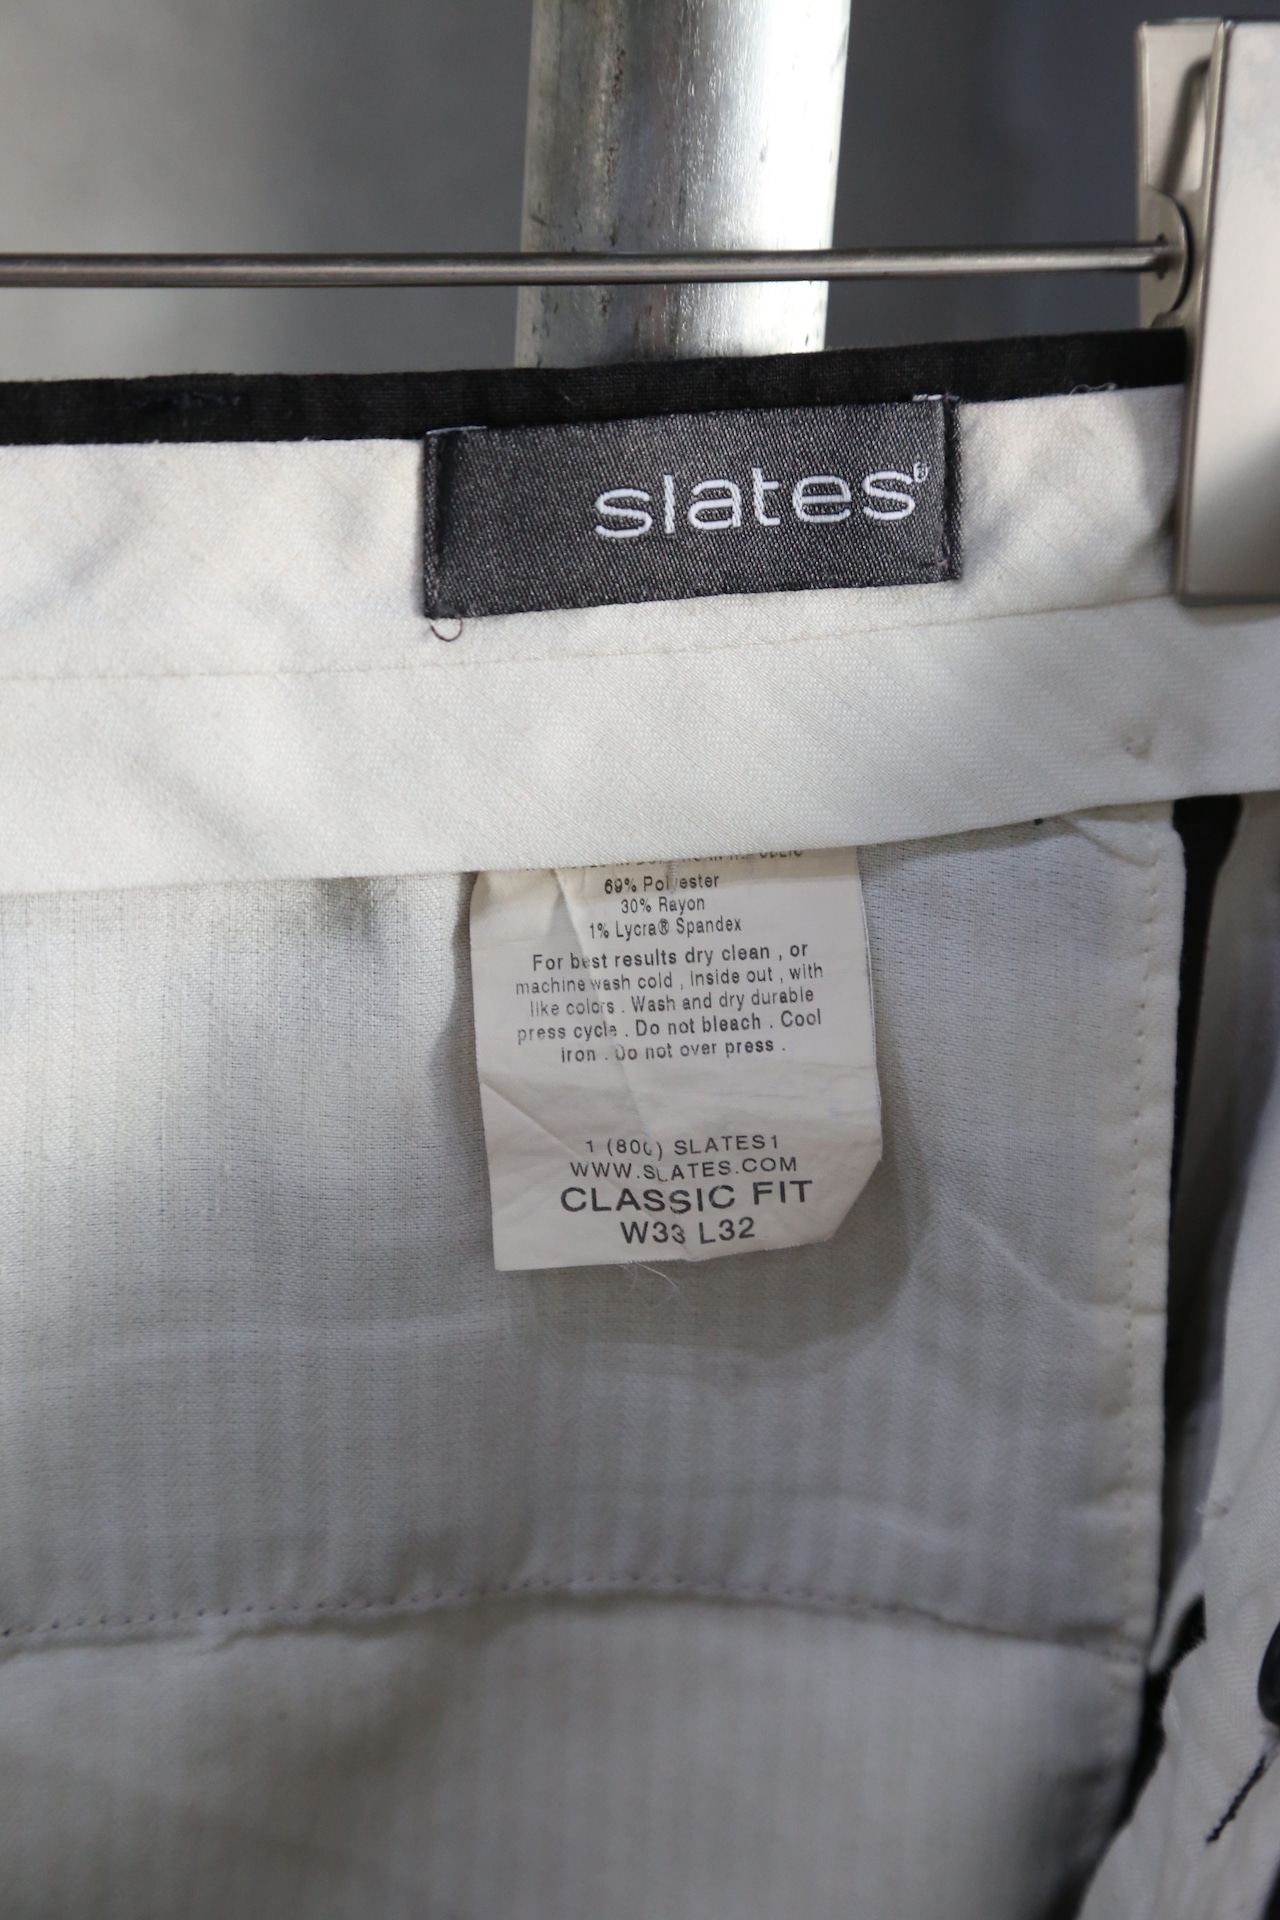 slates®
69% Polyester
30% Rayon
1% Lycra® Spandex
For best results dry clean , or
machine wash cold , inside out , with
like colors . Wash and dry durable
press cycle . Do not bleach . Cool
iron . Do not over press .
1 (800) SLATES1
WWW.SLATES.COM
CLASSIC FIT
W33 L32